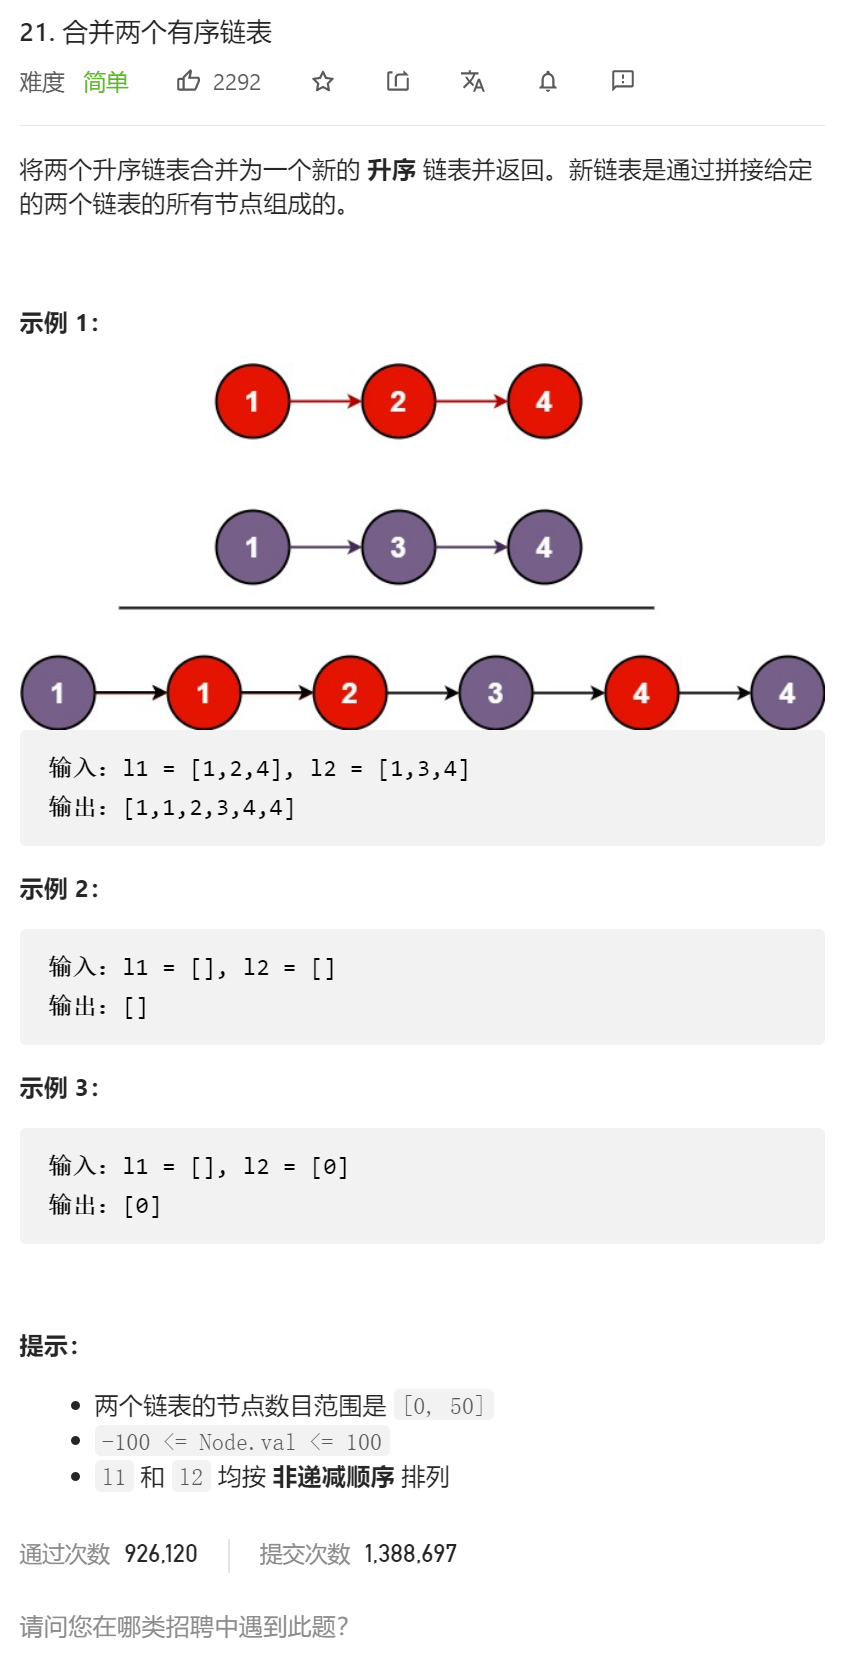 21. 合并两个有序链表
难度 简单 2292
将两个升序链表合并为一个新的 升序 链表并返回。新链表是通过拼接给定
的两个链表的所有节点组成的。
示例 1：
1 2 4
1 3 4
1 1 2 3 4 4
输入：l1 = [1,2,4], l2 = [1,3,4]
输出：[1,1,2,3,4,4]
示例 2：
输入：l1 = [], l2 = []
输出：[]
示例 3：
输入：l1 = [], l2 = [0]
输出：[0]
提示：
两个链表的节点数目范围是 [0, 50]
-100 <= Node.val <= 100
l1 和 l2 均按 非递减顺序 排列
通过次数 926,120 提交次数 1,388,697
请问您在哪类招聘中遇到此题？